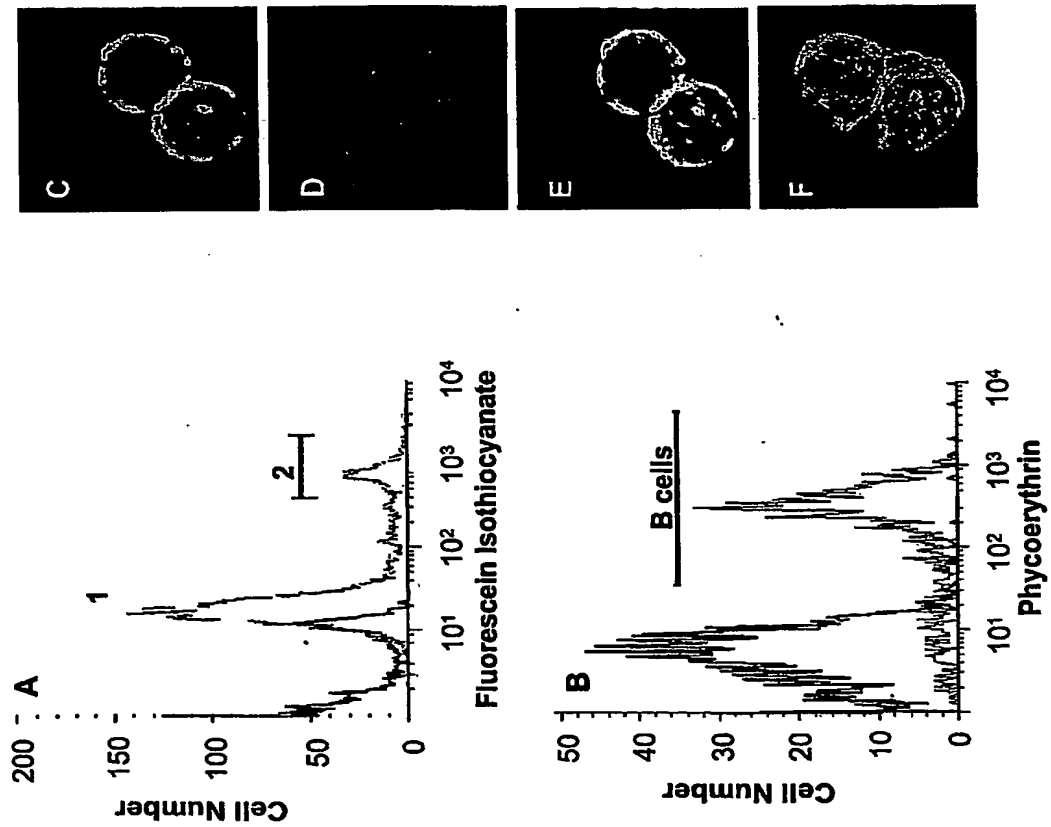 A
200
150
100
50
0
Cell Number
1
2
10¹ 10² 10³ 10⁴
Fluorescein Isothiocyanate
B
50
40
30
20
10
0
Cell Number
B cells
10¹ 10² 10³ 10⁴
Phycoerythrin
C
D
E
F